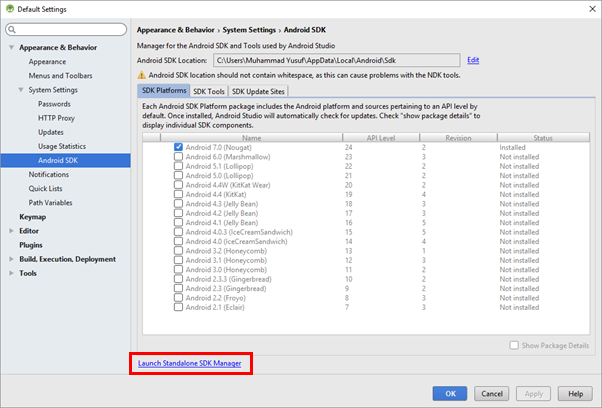 Default Settings
Appearance & Behavior
Appearance
Menus and Toolbars
System Settings
Passwords
HTTP Proxy
Updates
Usage Statistics
Android SDK
Notifications
Quick Lists
Path Variables
Keymap
Editor
Plugins
Build, Execution, Deployment
Tools
Appearance & Behavior › System Settings › Android SDK
Manager for the Android SDK and Tools used by Android Studio
Android SDK Location: C:\Users\Muhammad Yusuf\AppData\Local\Android\Sdk Edit
Android SDK location should not contain whitespace, as this can cause problems with the NDK tools.
SDK Platforms SDK Tools SDK Update Sites
Each Android SDK Platform package includes the Android platform and sources pertaining to an API level by
default. Once installed, Android Studio will automatically check for updates. Check "show package details" to
display individual SDK components.
Name API Level Revision Status
Android 7.0 (Nougat) 24 2 Installed
Android 6.0 (Marshmallow) 23 3 Not installed
Android 5.1 (Lollipop) 22 2 Not installed
Android 5.0 (Lollipop) 21 2 Not installed
Android 4.4W (KitKat Wear) 20 2 Not installed
Android 4.4 (KitKat) 19 4 Not installed
Android 4.3 (Jelly Bean) 18 3 Not installed
Android 4.2 (Jelly Bean) 17 3 Not installed
Android 4.1 (Jelly Bean) 16 5 Not installed
Android 4.0.3 (IceCreamSandwich) 15 5 Not installed
Android 4.0 (IceCreamSandwich) 14 4 Not installed
Android 3.2 (Honeycomb) 13 1 Not installed
Android 3.1 (Honeycomb) 12 3 Not installed
Android 3.0 (Honeycomb) 11 2 Not installed
Android 2.3.3 (Gingerbread) 10 2 Not installed
Android 2.3 (Gingerbread) 9 2 Not installed
Android 2.2 (Froyo) 8 3 Not installed
Android 2.1 (Eclair) 7 3 Not installed
Show Package Details
Launch Standalone SDK Manager
OK Cancel Apply Help